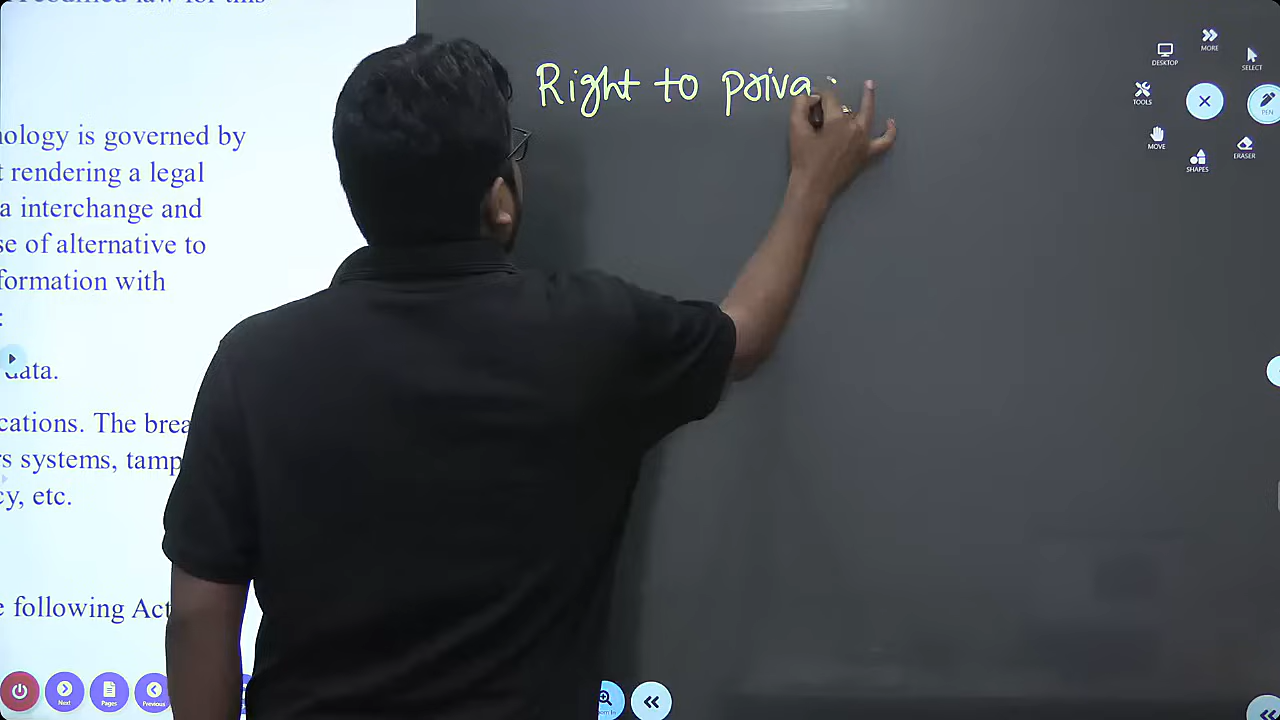 Right to priva
nology is governed by
t rendering a legal
a interchange and
se of alternative to
formation with
:
data.
cations. The brea
s systems, tamp
cy, etc.
e following Act
MORE
DESKTOP
SELECT
TOOLS
PEN
MOVE
ERASER
SHAPES
Next
Pages
Previous